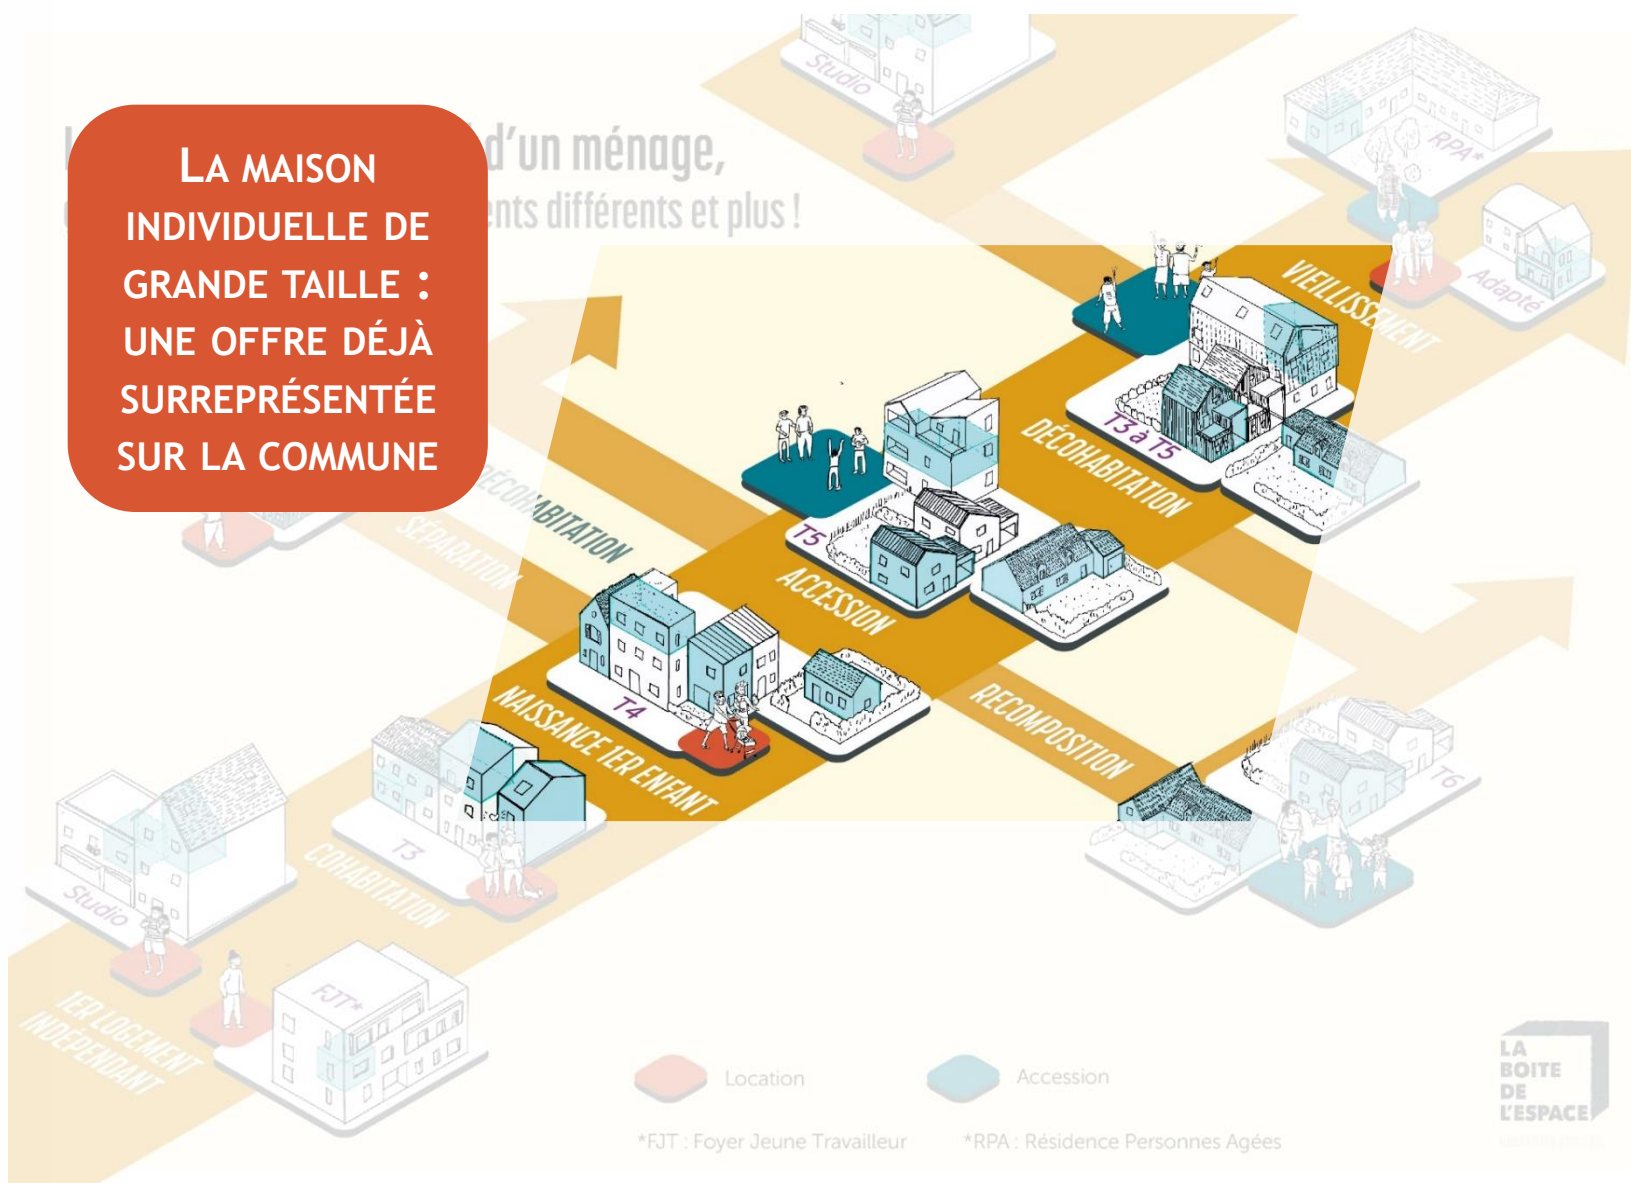 Studio
RPA*
Adapté
LA MAISON
INDIVIDUELLE DE
GRANDE TAILLE :
UNE OFFRE DÉJÀ
SURREPRÉSENTÉE
SUR LA COMMUNE
d'un ménage,
différents et plus !
VIEILLISSEMENT
T3 à T5
DÉCOHABITATION
DÉCOHABITATION
SÉPARATION
T5
ACCESSION
T4
NAISSANCE 1ER ENFANT
RECOMPOSITION
T6
T3
COHABITATION
Studio
FJT*
1ER LOGEMENT
INDÉPENDANT
Location
Accession
*FJT : Foyer Jeune Travailleur
*RPA : Résidence Personnes Agées
LA
BOITE
DE
L'ESPACE